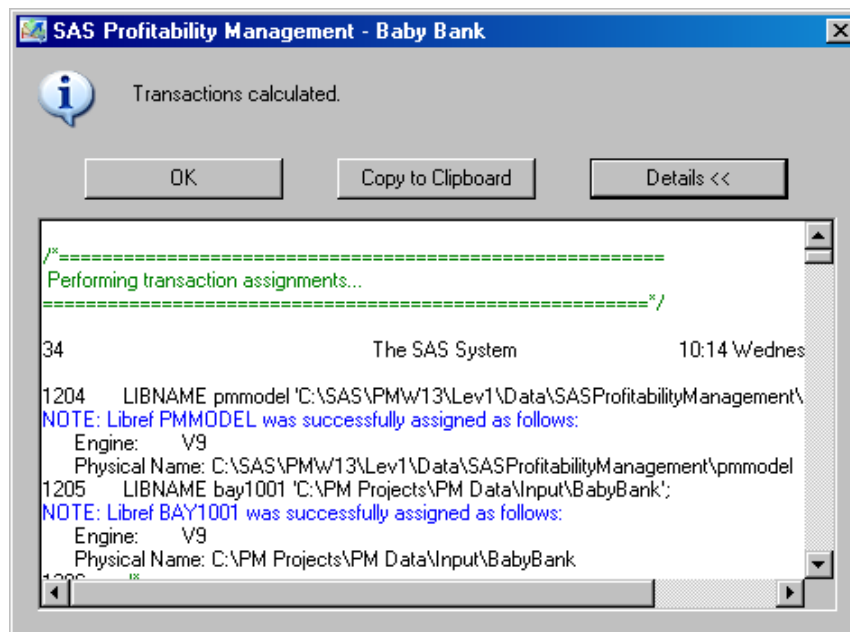 SAS Profitability Management - Baby Bank
Transactions calculated.
OK Copy to Clipboard Details <<
/*========================================================
Performing transaction assignments...
========================================================*/
34 The SAS System 10:14 Wednes
1204 LIBNAME pmmodel 'C:\SAS\PMW13\Lev1\Data\SASProfitabilityManagement\
NOTE: Libref PMMODEL was successfully assigned as follows:
Engine: V9
Physical Name: C:\SAS\PMW13\Lev1\Data\SASProfitabilityManagement\pmmodel
1205 LIBNAME bay1001 'C:\PM Projects\PM Data\Input\BabyBank';
NOTE: Libref BAY1001 was successfully assigned as follows:
Engine: V9
Physical Name: C:\PM Projects\PM Data\Input\BabyBank